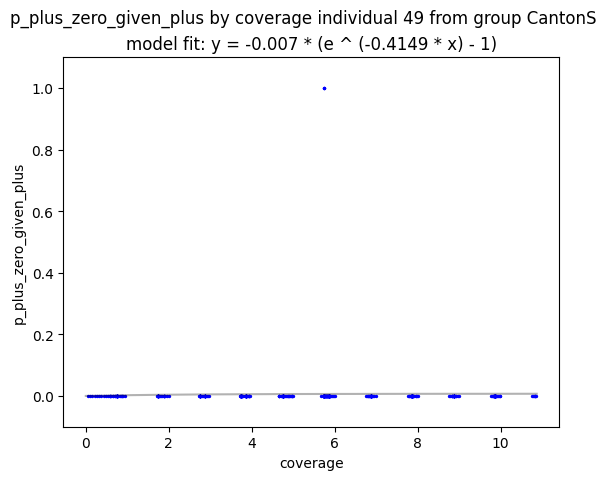 p_plus_zero_given_plus by coverage individual 49 from group CantonS
model fit: y = -0.007 * (e ^ (-0.4149 * x) - 1)
1.0
0.8
0.6
0.4
0.2
0.0
p_plus_zero_given_plus
0 2 4 6 8 10
coverage